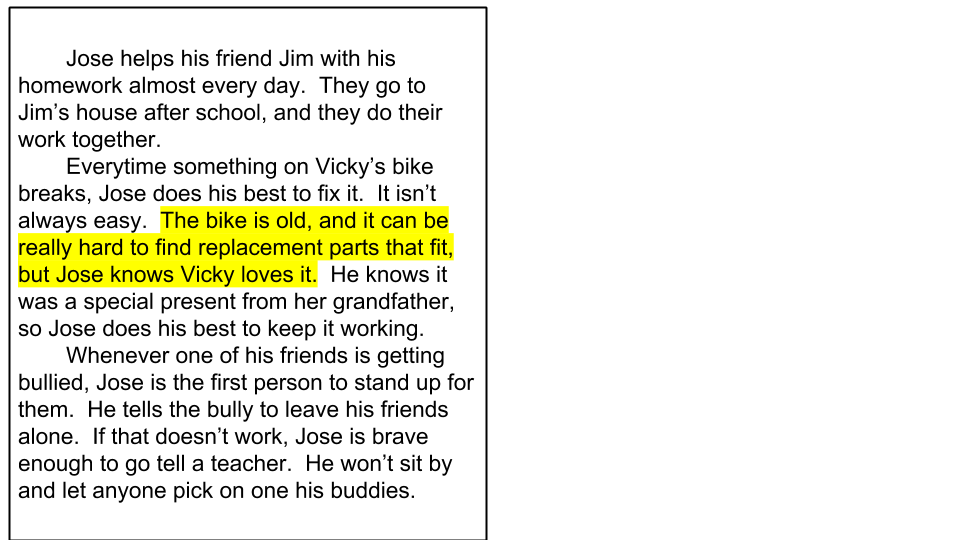 Jose helps his friend Jim with his
homework almost every day.  They go to
Jim’s house after school, and they do their
work together.
Everytime something on Vicky’s bike
breaks, Jose does his best to fix it.  It isn’t
always easy.  The bike is old, and it can be
really hard to find replacement parts that fit,
but Jose knows Vicky loves it.  He knows it
was a special present from her grandfather,
so Jose does his best to keep it working.
Whenever one of his friends is getting
bullied, Jose is the first person to stand up for
them.  He tells the bully to leave his friends
alone.  If that doesn’t work, Jose is brave
enough to go tell a teacher.  He won’t sit by
and let anyone pick on one his buddies.